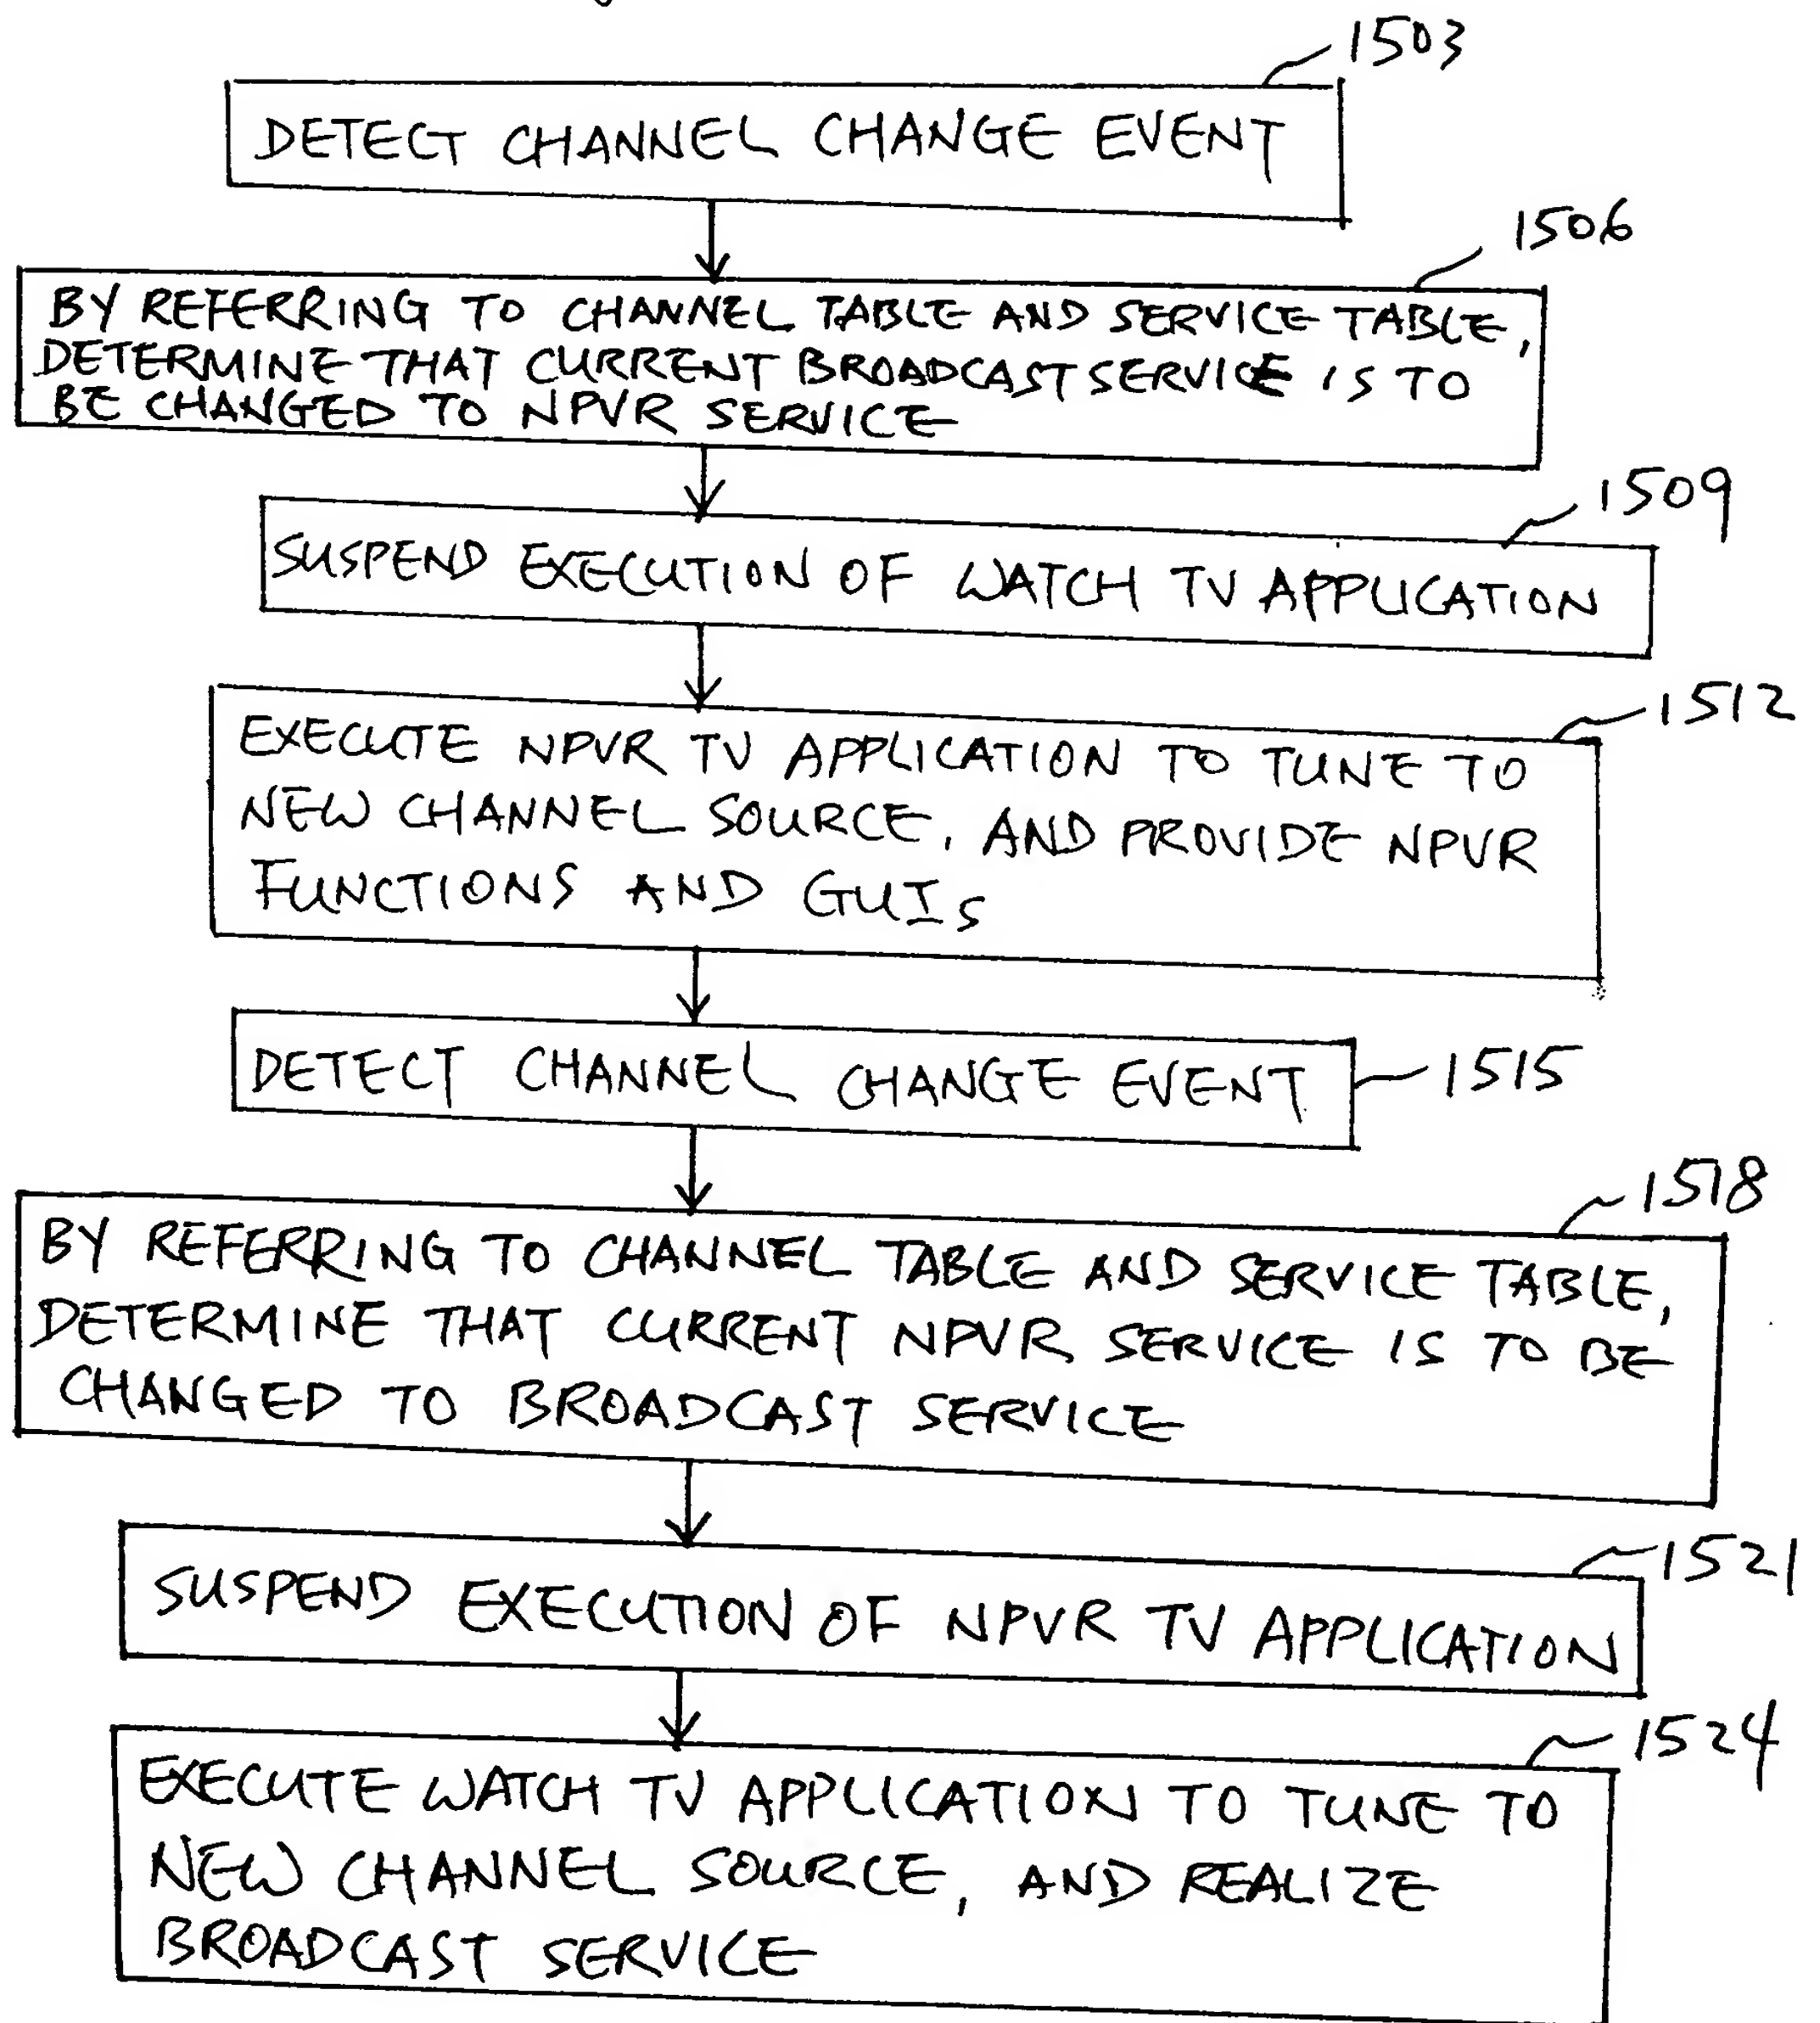 1503
DETECT CHANNEL CHANGE EVENT
1506
BY REFERRING TO CHANNEL TABLE AND SERVICE TABLE,
DETERMINE THAT CURRENT BROADCAST SERVICE IS TO
BE CHANGED TO NPVR SERVICE
1509
SUSPEND EXECUTION OF WATCH TV APPLICATION
1512
EXECUTE NPVR TV APPLICATION TO TUNE TO
NEW CHANNEL SOURCE, AND PROVIDE NPVR
FUNCTIONS AND GUIs
DETECT CHANNEL CHANGE EVENT 1515
1518
BY REFERRING TO CHANNEL TABLE AND SERVICE TABLE,
DETERMINE THAT CURRENT NPVR SERVICE IS TO BE
CHANGED TO BROADCAST SERVICE
1521
SUSPEND EXECUTION OF NPVR TV APPLICATION
1524
EXECUTE WATCH TV APPLICATION TO TUNE TO
NEW CHANNEL SOURCE, AND REALIZE
BROADCAST SERVICE